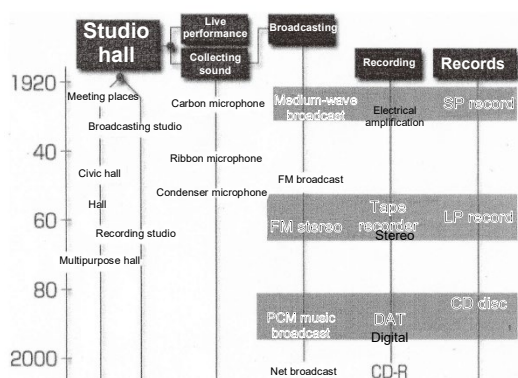 Studio
hall
Live
performance
Collecting
sound
Broadcasting
Recording
Records
1920
Meeting places
Carbon microphone
Medium-wave
broadcast
Electrical
amplification
SP record
Broadcasting studio
40
Ribbon microphone
Civic hall
FM broadcast
Condenser microphone
Hall
Tape
recorder
LP record
60
FM stereo
Stereo
Recording studio
Multipurpose hall
80
CD disc
PCM music
broadcast
DAT
Digital
2000
Net broadcast
CD-R